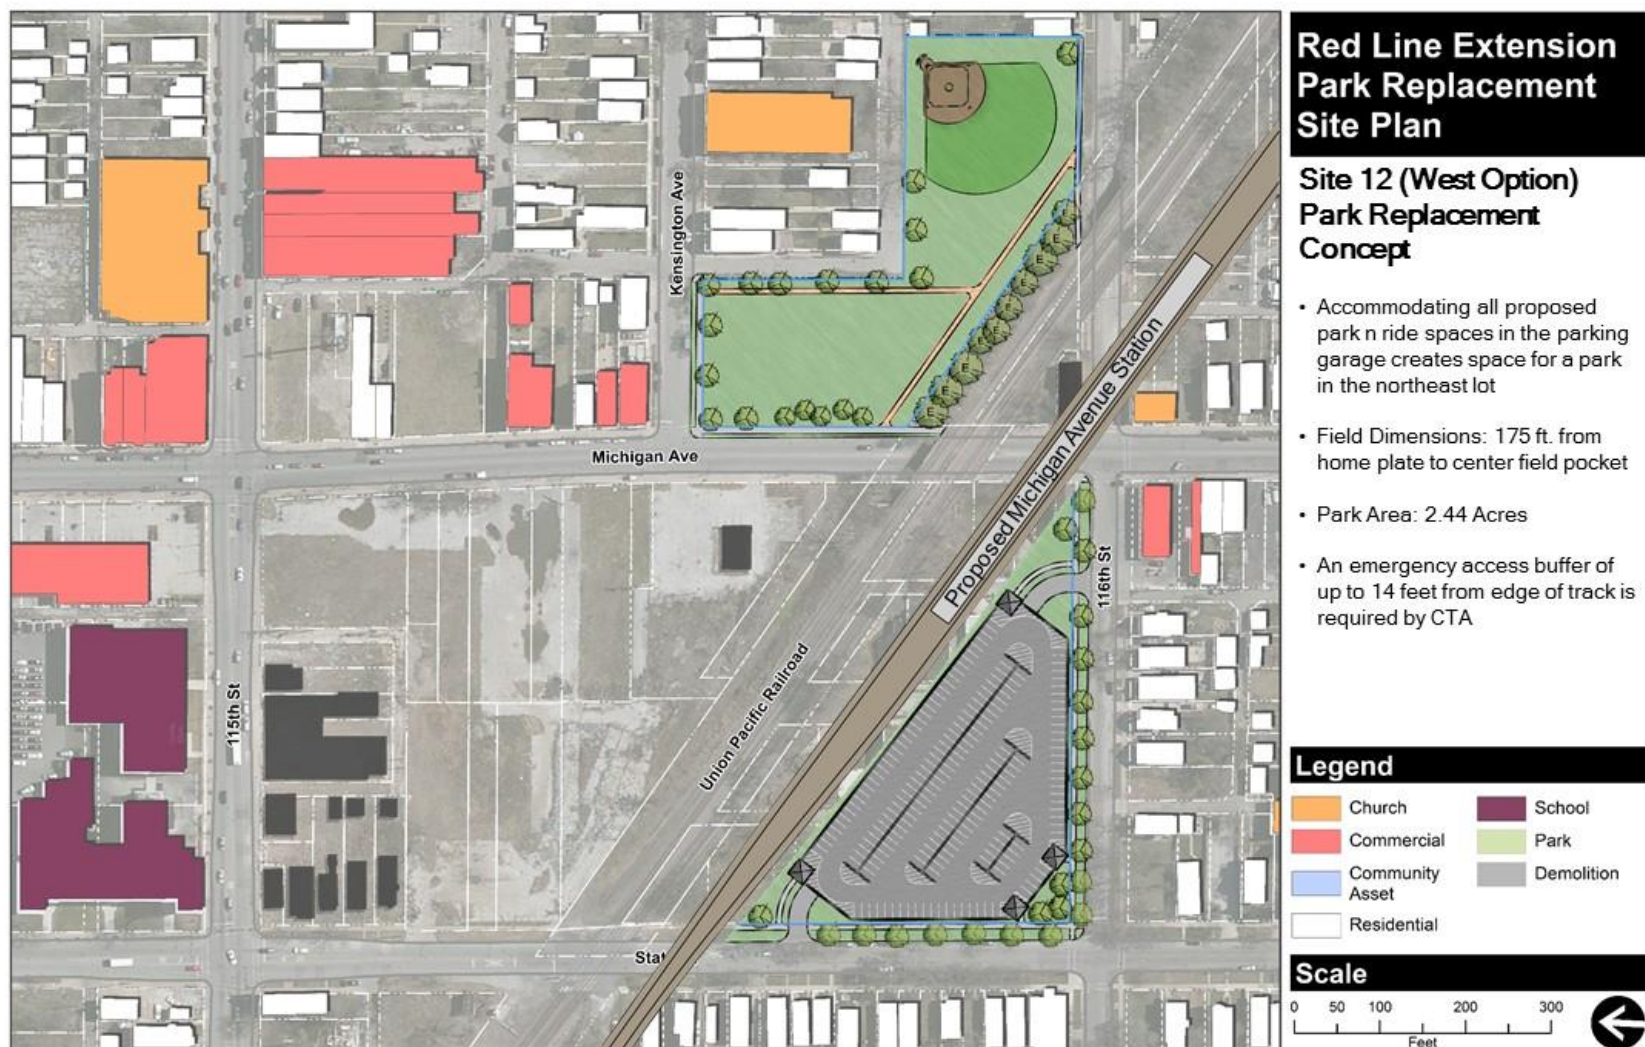 Red Line Extension
Park Replacement
Site Plan
Site 12 (West Option)
Park Replacement
Concept
• Accommodating all proposed
park n ride spaces in the parking
garage creates space for a park
in the northeast lot
• Field Dimensions: 175 ft. from
home plate to center field pocket
• Park Area: 2.44 Acres
• An emergency access buffer of
up to 14 feet from edge of track is
required by CTA
Kensington Ave
Michigan Ave
Proposed Michigan Avenue Station
116th St
115th St
Union Pacific Railroad
Stat
E
E
E
E
E
E
Legend
Church
Commercial
Community
Asset
Residential
School
Park
Demolition
Scale
0 50 100 200 300
Feet